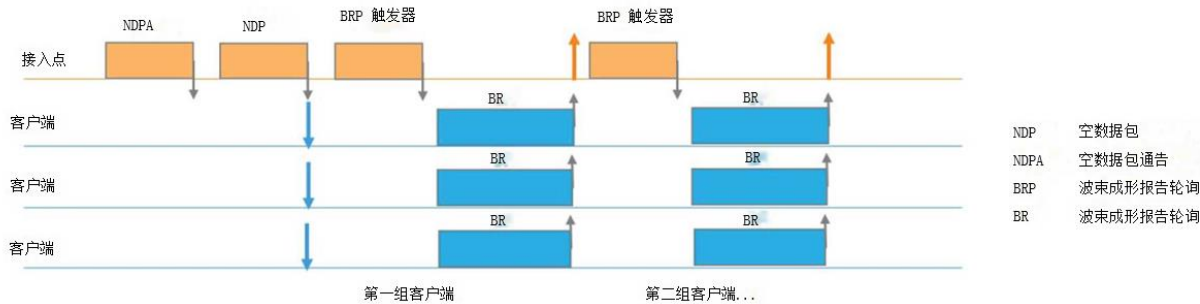 NDPA NDP BRP 触发器 BRP 触发器
接入点
客户端 BR BR
客户端 BR BR
客户端 BR BR
第一组客户端 第二组客户端...
NDP 空数据包
NDPA 空数据包通告
BRP 波束成形报告轮询
BR 波束成形报告轮询